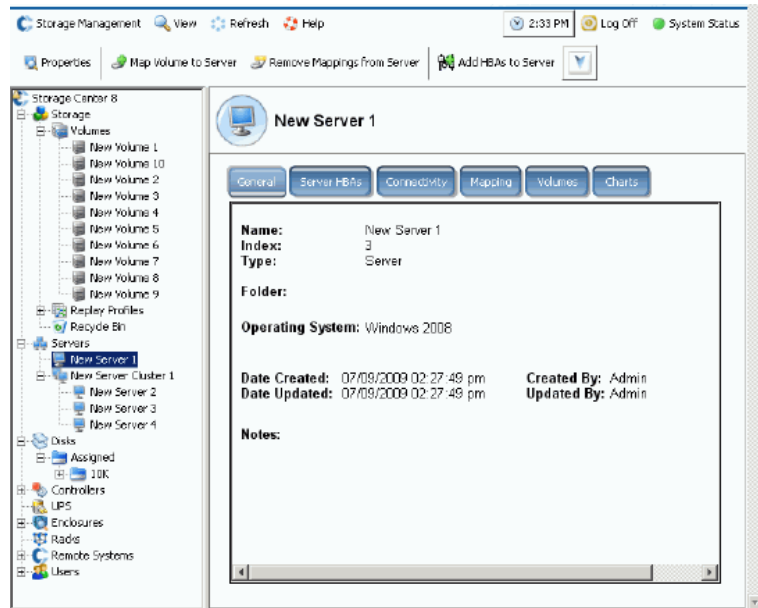 Storage Management View Refresh Help 2:33 PM Log Off System Status
Properties Map Volume to Server Remove Mappings from Server Add HBAs to Server
Storage Center 8
Storage
Volumes
New Volume 1
New Volume 10
New Volume 2
New Volume 3
New Volume 4
New Volume 5
New Volume 6
New Volume 7
New Volume 8
New Volume 9
Replay Profiles
Recycle Bin
Servers
New Server 1
New Server Cluster 1
New Server 2
New Server 3
New Server 4
Disks
Assigned
10K
Controllers
UPS
Enclosures
Racks
Remote Systems
Users
New Server 1
General Server HBAs Connectivity Mapping Volumes Charts
Name: New Server 1
Index: 3
Type: Server
Folder:
Operating System: Windows 2008
Date Created: 07/09/2009 02:27:49 pm Created By: Admin
Date Updated: 07/09/2009 02:27:49 pm Updated By: Admin
Notes: